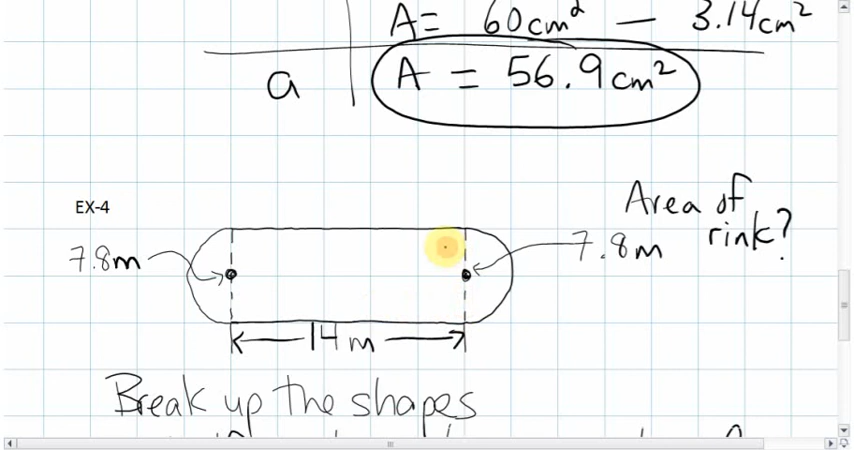 A = 60cm² — 3.14cm²
a A = 56.9cm²
EX-4
Area of
rink?
7.8m 7.8m
14m
Break up the shapes